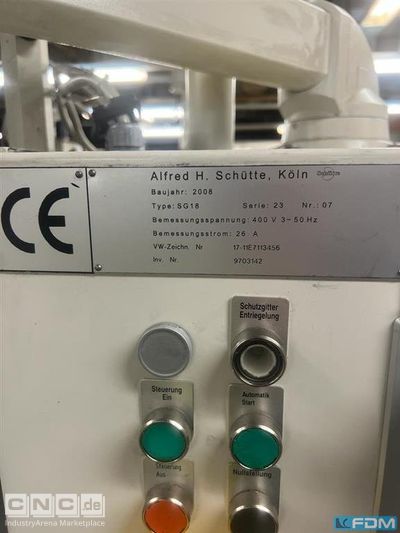 Alfred H. Schütte, Köln
Baujahr: 2008
Type: SG18 Serie: 23 Nr.: 07
Bemessungsspannung: 400 V 3~50 Hz
Bemessungsstrom: 26 A
VW-Zeichn. Nr 17-11E7113456
Inv. Nr. 9703142
CE
Schutzgitter
Entriegelung
Steuerung
Ein
Automatik
Start
Steuerung
Aus
Nullstellung
CNC.de
IndustryArena Marketplace
FDM